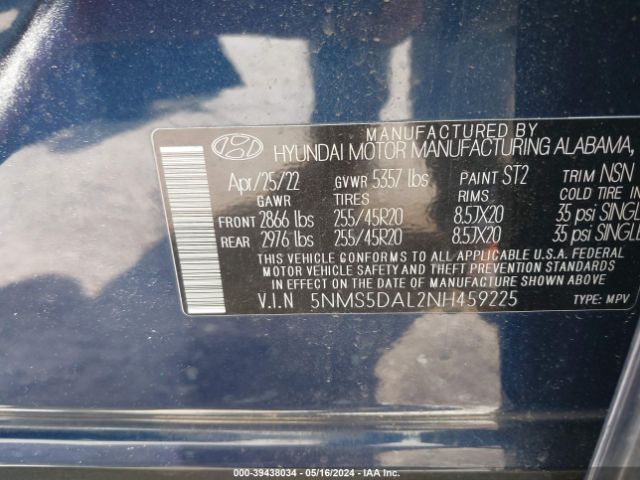 MANUFACTURED BY
HYUNDAI MOTOR MANUFACTURING ALABAMA,
Apr/25/22 GVWR 5357 lbs PAINT ST2 TRIM NSN
GAWR TIRES RIMS COLD TIRE IN
FRONT 2866 lbs 255/45R20 8.5JX20 35 psi SINGL
REAR 2976 lbs 255/45R20 8.5JX20 35 psi SINGLE
THIS VEHICLE CONFORMS TO ALL APPLICABLE U.S.A. FEDERAL
MOTOR VEHICLE SAFETY AND THEFT PREVENTION STANDARDS
IN EFFECT ON THE DATE OF MANUFACTURE SHOWN ABOVE.
V.I.N 5NMS5DAL2NH459225 TYPE: MPV
000-39438034 - 05/16/2024 - IAA Inc.